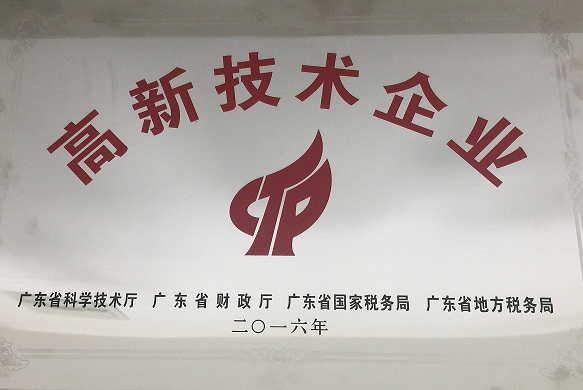 高新技术企业
广东省科学技术厅 广东省财政厅 广东省国家税务局 广东省地方税务局
二〇一六年